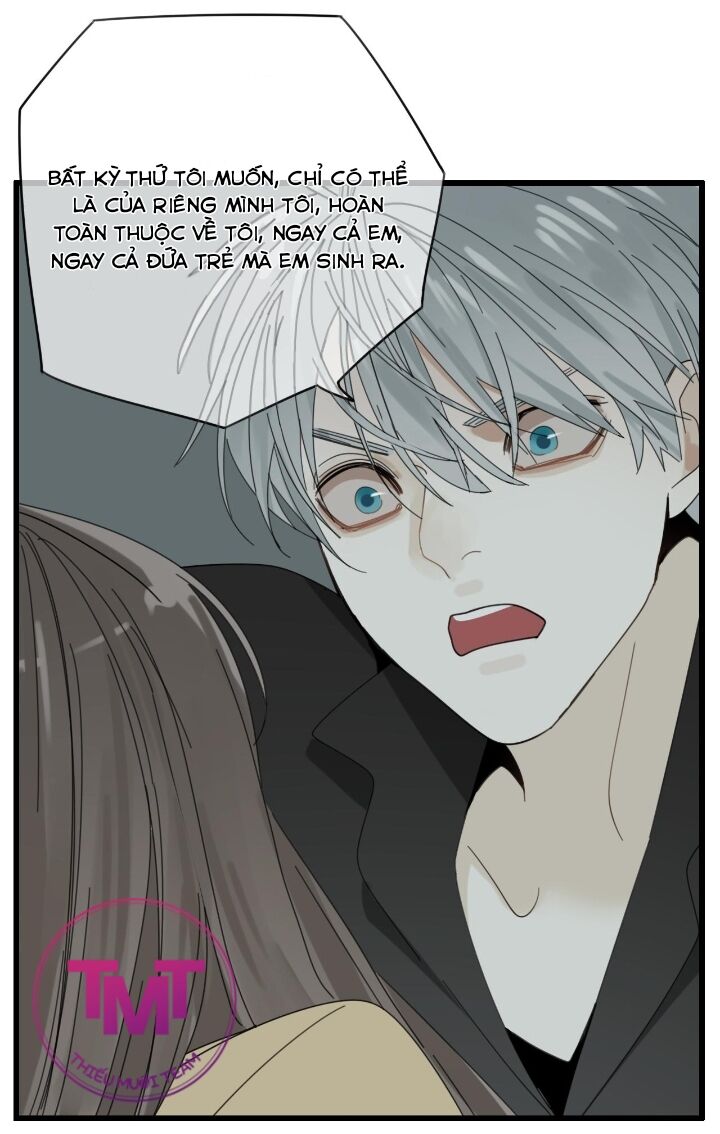 BẤT KỲ THỨ TÔI MUỐN, CHỈ CÓ THỂ
LÀ CỦA RIÊNG MÌNH TÔI, HOÀN
TOÀN THUỘC VỀ TÔI, NGAY CẢ EM,
NGAY CẢ ĐỨA TRẺ MÀ EM SINH RA.
TMT
THIẾU MUỐI TEAM